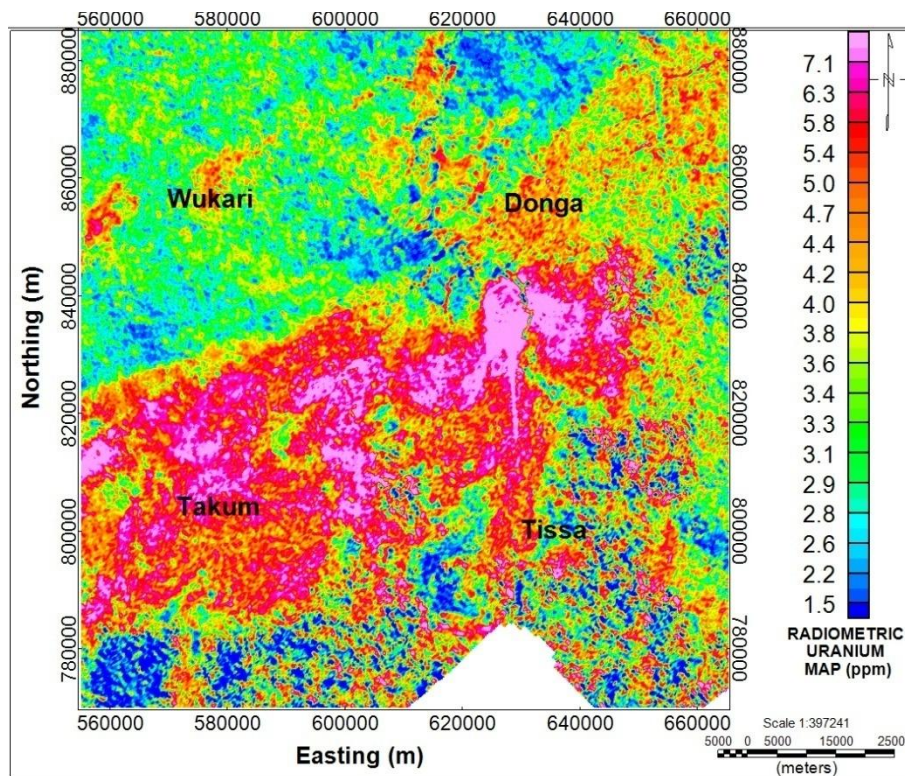 560000 580000 600000 620000 640000 660000
880000
860000
840000
820000
800000
780000
Northing (m)
Wukari
Donga
Takum
Tissa
880000
860000
840000
820000
800000
780000
560000 580000 600000 620000 640000 660000
Easting (m)
N
7.1
6.3
5.8
5.4
5.0
4.7
4.4
4.2
4.0
3.8
3.6
3.4
3.3
3.1
2.9
2.8
2.6
2.2
1.5
RADIOMETRIC
URANIUM
MAP (ppm)
Scale 1:397241
5000 0 5000 10000 15000 2500
(meters)